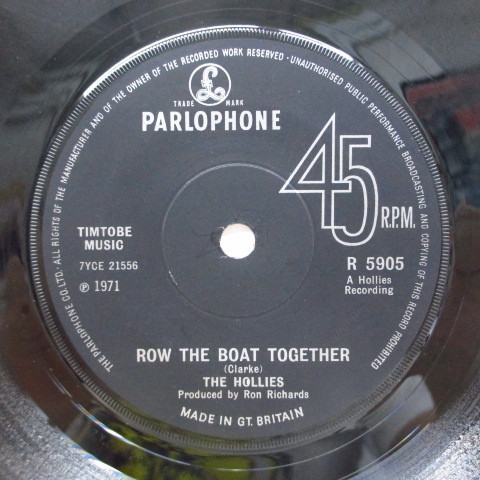 THE PARLOPHONE CO. LTD. ALL RIGHTS OF THE MANUFACTURER AND OF THE OWNER OF THE RECORDED WORK RESERVED · UNAUTHORISED PUBLIC PERFORMANCE BROADCASTING AND COPYING OF THIS RECORD PROHIBITED
£
TRADE MARK
PARLOPHONE
45 R.P.M.
TIMTOBE
MUSIC
7YCE 21556
℗ 1971
R 5905
A Hollies
Recording
ROW THE BOAT TOGETHER
(Clarke)
THE HOLLIES
Produced by Ron Richards
MADE IN GT. BRITAIN